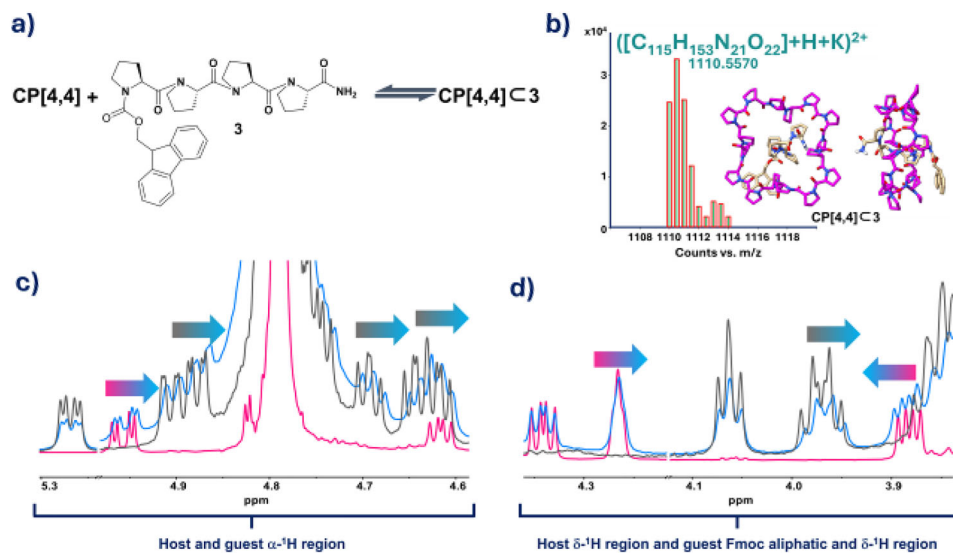 a)
CP[4,4] +
N
O
N
O
N
O
N
O
NH₂
O
O
3
CP[4,4]⊂3
b)
([C₁₁₅H₁₅₃N₂₁O₂₂]+H+K)²⁺
1110.5570
x10⁴
3
2
1
0
1108 1110 1112 1114 1116 1118
Counts vs. m/z
CP[4,4]⊂3
c)
5.3 4.9 4.8 4.7 4.6
ppm
Host and guest α-¹H region
d)
4.3 4.1 4.0 3.9
ppm
Host δ-¹H region and guest Fmoc aliphatic and δ-¹H region